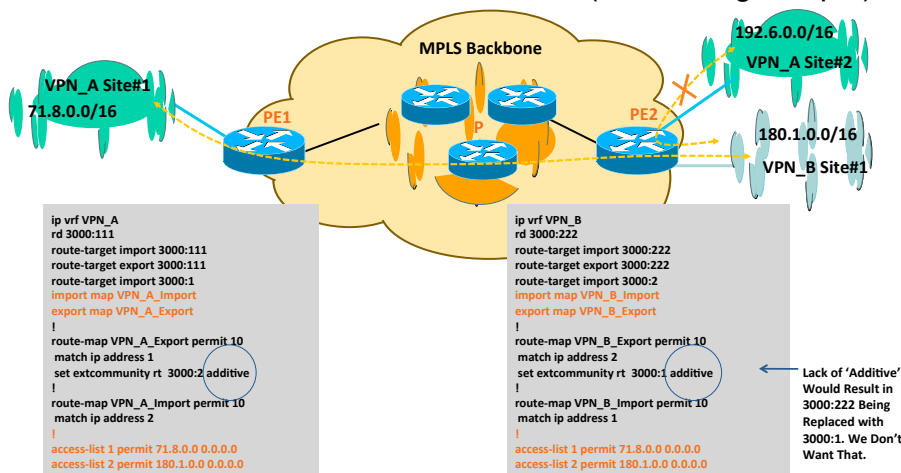 MPLS Backbone
192.6.0.0/16
VPN_A Site#2
VPN_A Site#1
71.8.0.0/16
PE1
P
PE2
180.1.0.0/16
VPN_B Site#1
ip vrf VPN_A
rd 3000:111
route-target import 3000:111
route-target export 3000:111
route-target import 3000:1
import map VPN_A_Import
export map VPN_A_Export
!
route-map VPN_A_Export permit 10
match ip address 1
set extcommunity rt 3000:2 additive
!
route-map VPN_A_Import permit 10
match ip address 2
!
access-list 1 permit 71.8.0.0 0.0.0.0
access-list 2 permit 180.1.0.0 0.0.0.0
ip vrf VPN_B
rd 3000:222
route-target import 3000:222
route-target export 3000:222
route-target import 3000:2
import map VPN_B_Import
export map VPN_B_Export
!
route-map VPN_B_Export permit 10
match ip address 2
set extcommunity rt 3000:1 additive
!
route-map VPN_B_Import permit 10
match ip address 1
!
access-list 1 permit 71.8.0.0 0.0.0.0
access-list 2 permit 180.1.0.0 0.0.0.0
Lack of 'Additive'
Would Result in
3000:222 Being
Replaced with
3000:1. We Don't
Want That.